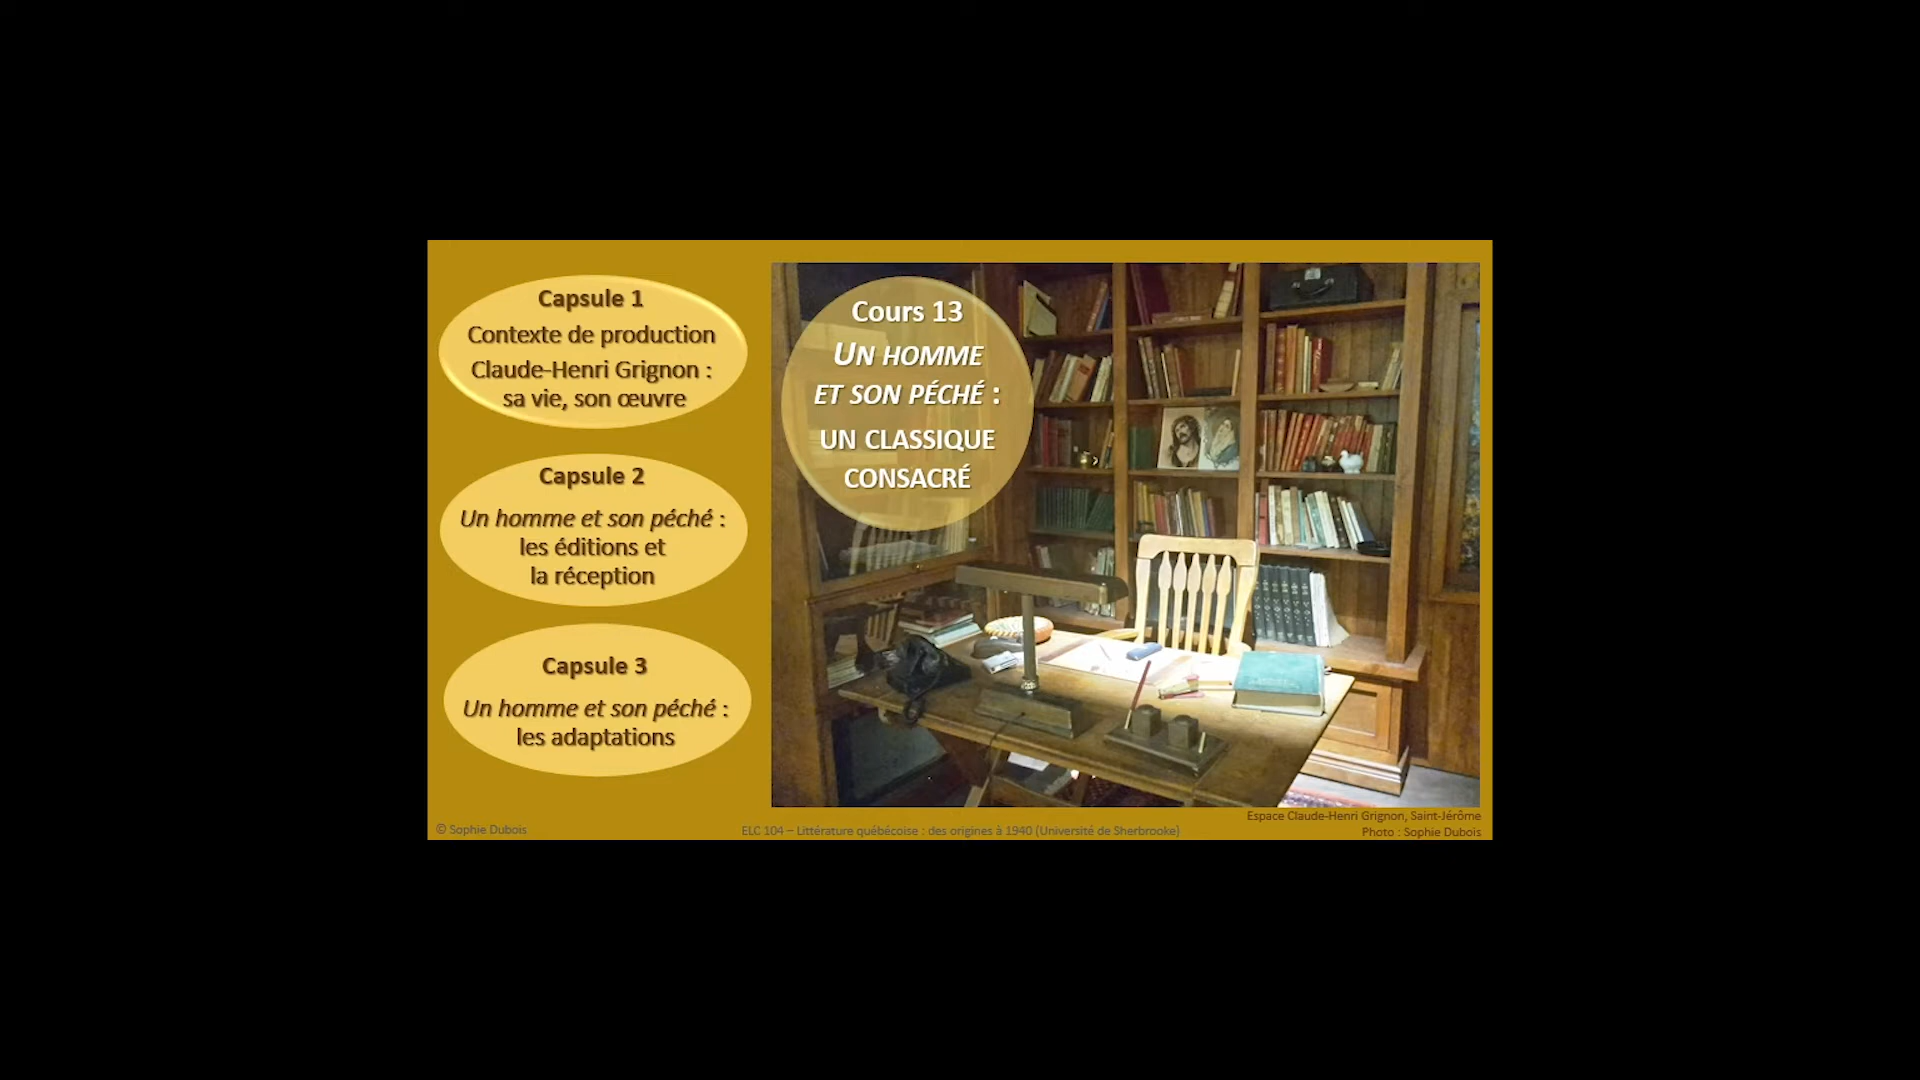 Capsule 1
Contexte de production
Claude-Henri Grignon :
sa vie, son œuvre
Capsule 2
Un homme et son péché :
les éditions et
la réception
Capsule 3
Un homme et son péché :
les adaptations
Cours 13
UN HOMME
ET SON PÉCHÉ :
UN CLASSIQUE
CONSACRÉ
© Sophie Dubois
ELC 104 – Littérature québécoise : des origines à 1940 (Université de Sherbrooke)
Espace Claude-Henri Grignon, Saint-Jérôme
Photo : Sophie Dubois